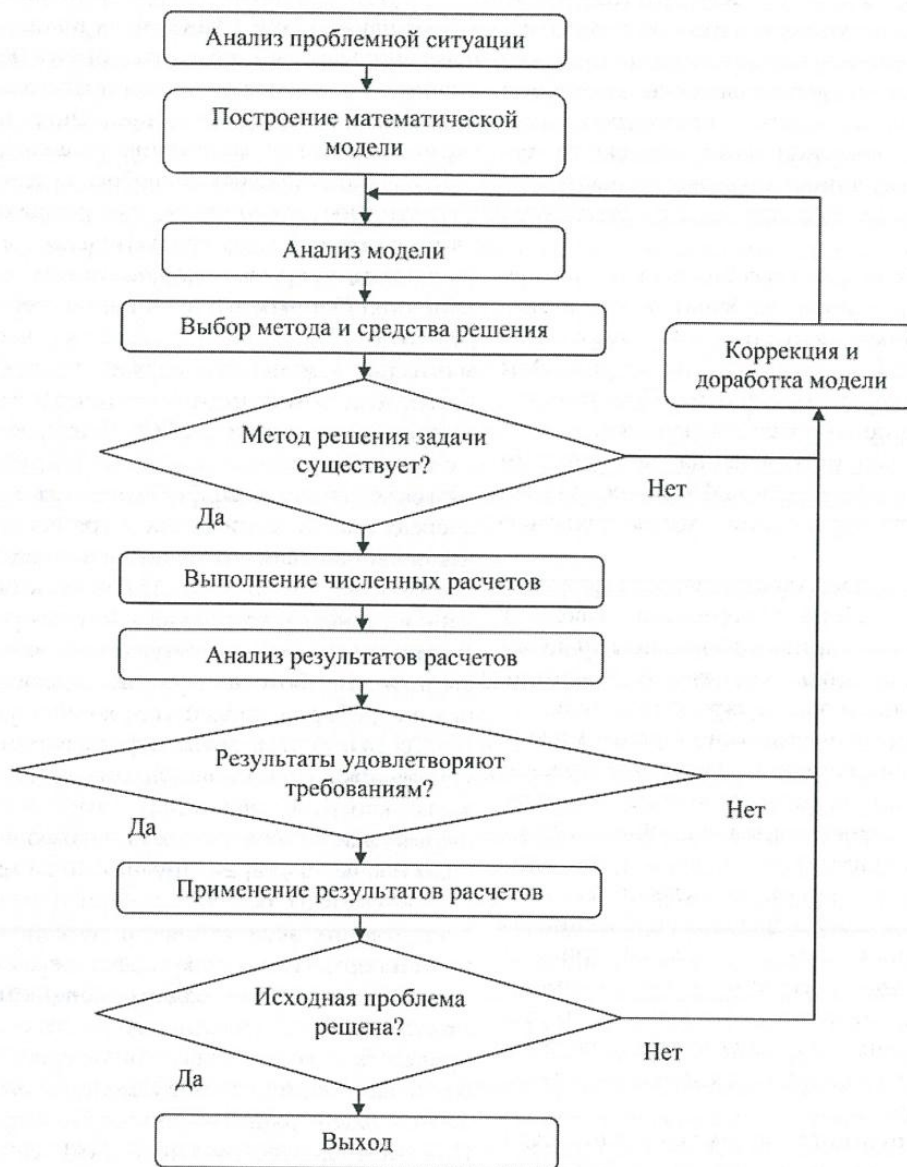 Анализ проблемной ситуации
Построение математической
модели
Анализ модели
Выбор метода и средства решения
Коррекция и
доработка модели
Метод решения задачи
существует?
Нет
Да
Выполнение численных расчетов
Анализ результатов расчетов
Результаты удовлетворяют
требованиям?
Нет
Да
Применение результатов расчетов
Исходная проблема
решена?
Нет
Да
Выход